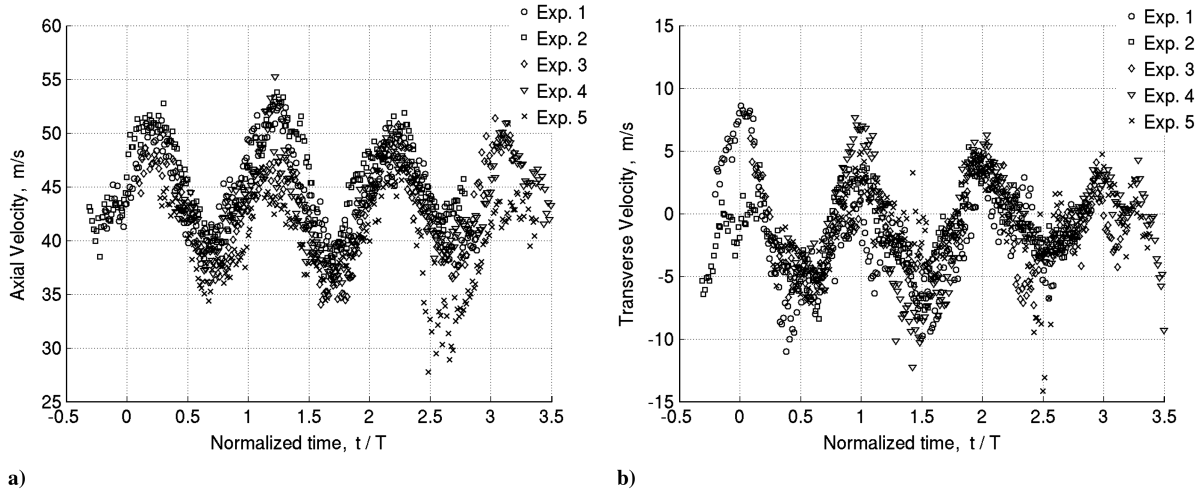 60
55
50
45
40
35
30
25
Axial Velocity, m/s
-0.5 0 0.5 1 1.5 2 2.5 3 3.5
Normalized time, t / T
Exp. 1
Exp. 2
Exp. 3
Exp. 4
Exp. 5
a)
15
10
5
0
-5
-10
-15
Transverse Velocity, m/s
-0.5 0 0.5 1 1.5 2 2.5 3 3.5
Normalized time, t / T
Exp. 1
Exp. 2
Exp. 3
Exp. 4
Exp. 5
b)